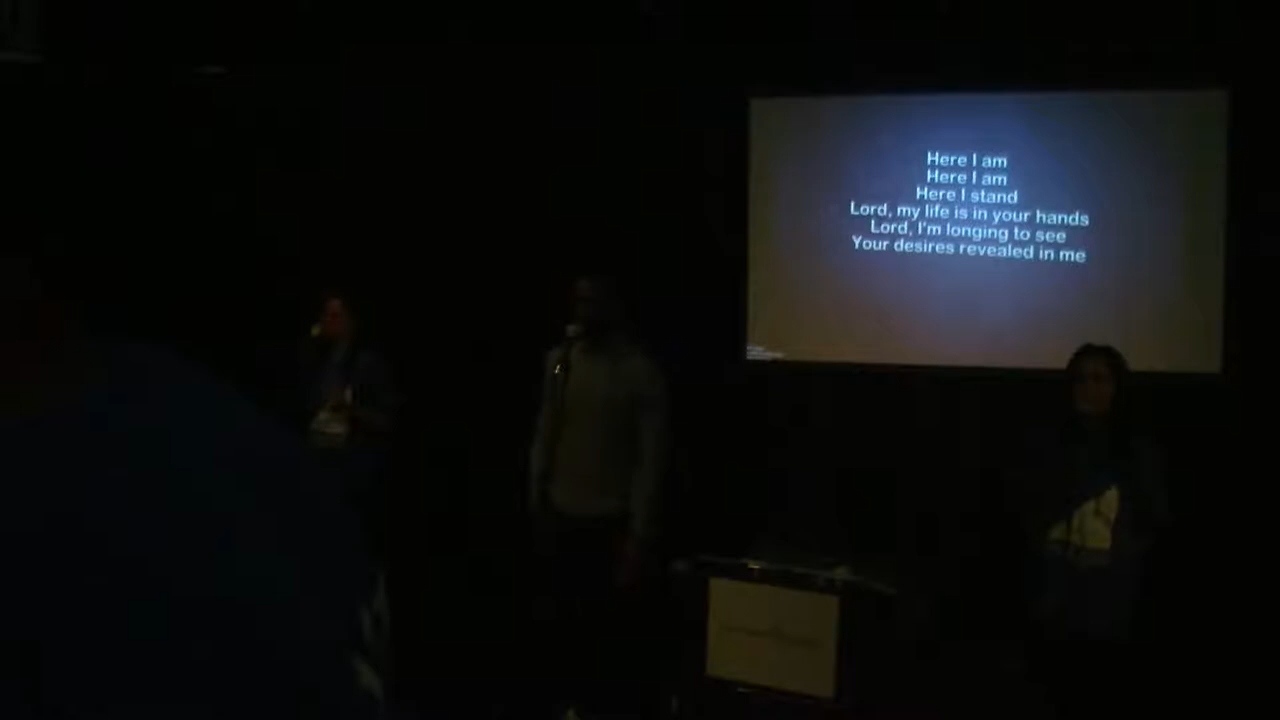 Here I am
Here I am
Here I stand
Lord, my life is in your hands
Lord, I'm longing to see
Your desires revealed in me